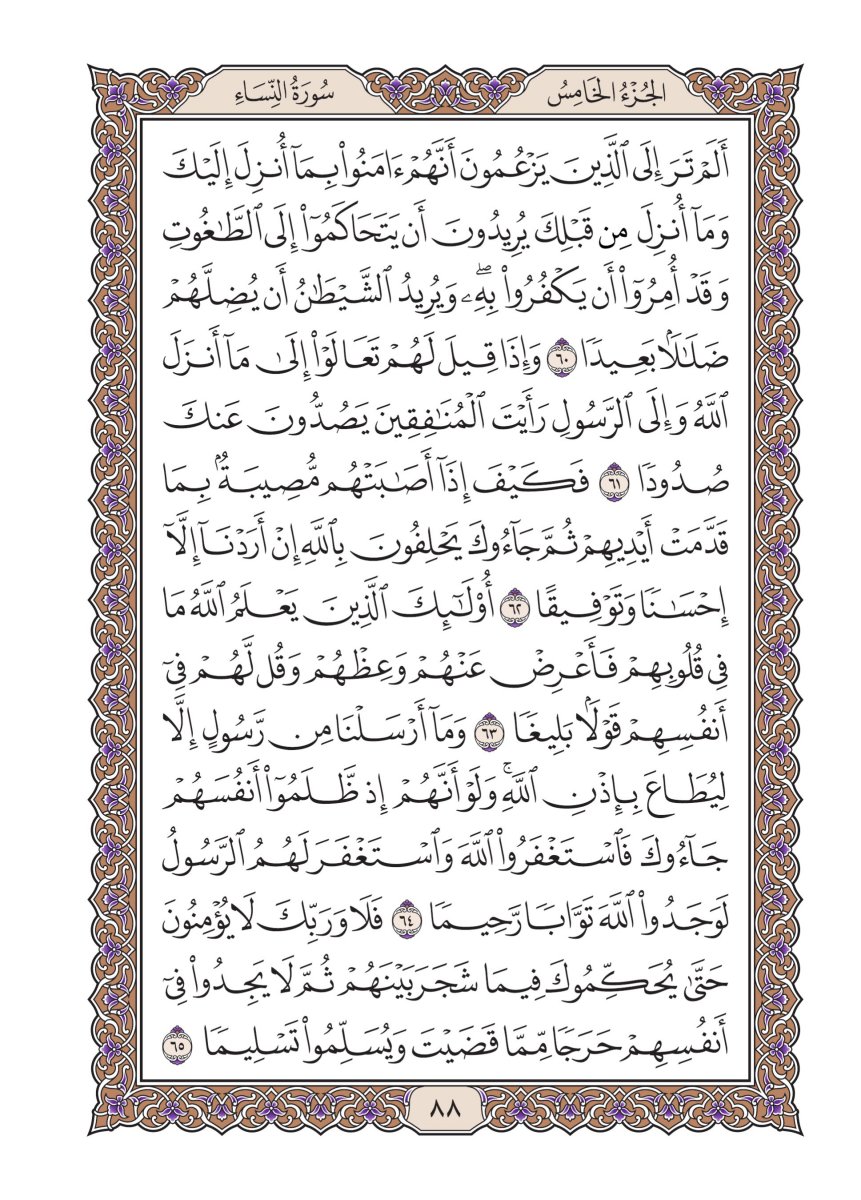 الجُزْءُ الخَامِسُ
سُورَةُ النِّسَاءِ
أَلَمْ تَرَ إِلَى ٱلَّذِينَ يَزْعُمُونَ أَنَّهُمْ ءَامَنُوا۟ بِمَآ أُنزِلَ إِلَيْكَ
وَمَآ أُنزِلَ مِن قَبْلِكَ يُرِيدُونَ أَن يَتَحَاكَمُوٓا۟ إِلَى ٱلطَّـٰغُوتِ
وَقَدْ أُمِرُوٓا۟ أَن يَكْفُرُوا۟ بِهِۦۖ وَيُرِيدُ ٱلشَّيْطَـٰنُ أَن يُضِلَّهُمْ
ضَلَـٰلًۢا بَعِيدًا ٦٠ وَإِذَا قِيلَ لَهُمْ تَعَالَوْا۟ إِلَىٰ مَآ أَنزَلَ
ٱللَّهُ وَإِلَى ٱلرَّسُولِ رَأَيْتَ ٱلْمُنَـٰفِقِينَ يَصُدُّونَ عَنكَ
صُدُودًا ٦١ فَكَيْفَ إِذَآ أَصَـٰبَتْهُم مُّصِيبَةٌۢ بِمَا
قَدَّمَتْ أَيْدِيهِمْ ثُمَّ جَآءُوكَ يَحْلِفُونَ بِٱللَّهِ إِنْ أَرَدْنَآ إِلَّآ
إِحْسَـٰنًا وَتَوْفِيقًا ٦٢ أُو۟لَـٰٓئِكَ ٱلَّذِينَ يَعْلَمُ ٱللَّهُ مَا
فِى قُلُوبِهِمْ فَأَعْرِضْ عَنْهُمْ وَعِظْهُمْ وَقُل لَّهُمْ فِىٓ
أَنفُسِهِمْ قَوْلًۢا بَلِيغًا ٦٣ وَمَآ أَرْسَلْنَا مِن رَّسُولٍ إِلَّا
لِيُطَاعَ بِإِذْنِ ٱللَّهِۚ وَلَوْ أَنَّهُمْ إِذ ظَّلَمُوٓا۟ أَنفُسَهُمْ
جَآءُوكَ فَٱسْتَغْفَرُوا۟ ٱللَّهَ وَٱسْتَغْفَرَ لَهُمُ ٱلرَّسُولُ
لَوَجَدُوا۟ ٱللَّهَ تَوَّابًا رَّحِيمًا ٦٤ فَلَا وَرَبِّكَ لَا يُؤْمِنُونَ
حَتَّىٰ يُحَكِّمُوكَ فِيمَا شَجَرَ بَيْنَهُمْ ثُمَّ لَا يَجِدُوا۟ فِىٓ
أَنفُسِهِمْ حَرَجًا مِّمَّا قَضَيْتَ وَيُسَلِّمُوا۟ تَسْلِيمًا ٦٥
٨٨